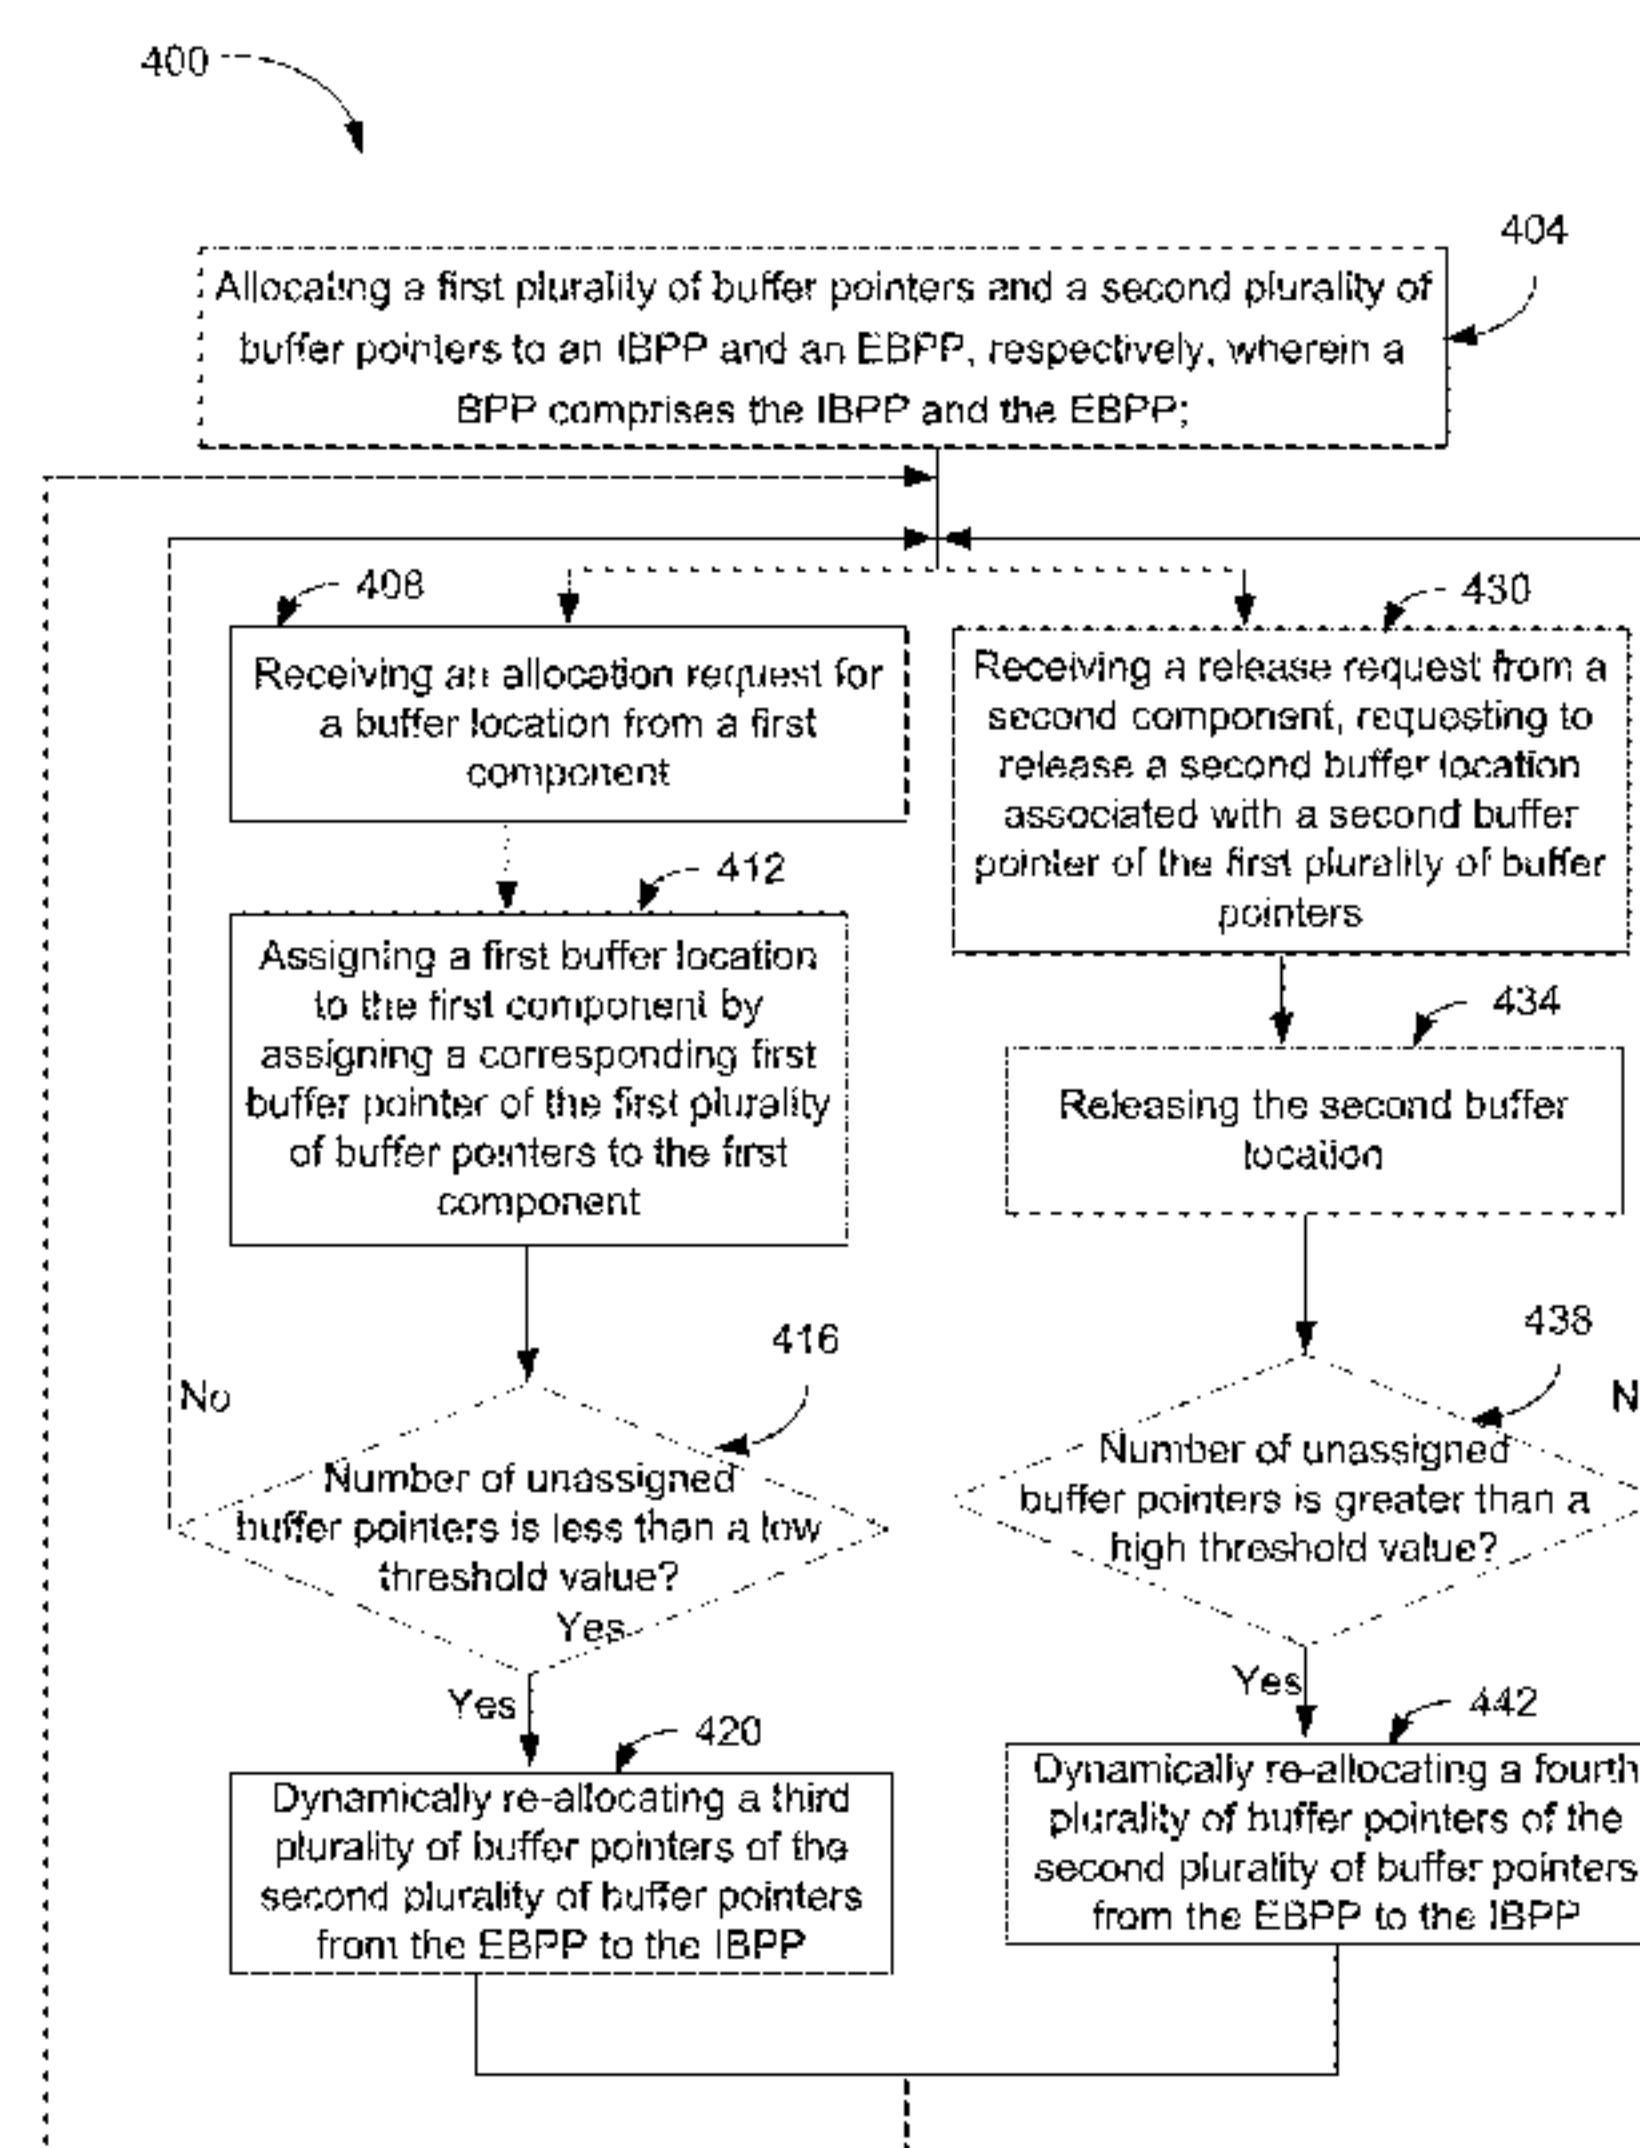 400
404
Allocating a first plurality of buffer pointers and a second plurality of
buffer pointers to an IBPP and an EBPP, respectively, wherein a
BPP comprises the IBPP and the EBPP;
408
Receiving an allocation request for
a buffer location from a first
component
412
Assigning a first buffer location
to the first component by
assigning a corresponding first
buffer pointer of the first plurality
of buffer pointers to the first
component
416
No
Number of unassigned
buffer pointers is less than a low
threshold value?
Yes
Yes
420
Dynamically re-allocating a third
plurality of buffer pointers of the
second plurality of buffer pointers
from the EBPP to the IBPP
430
Receiving a release request from a
second component, requesting to
release a second buffer location
associated with a second buffer
pointer of the first plurality of buffer
pointers
434
Releasing the second buffer
location
438
N
Number of unassigned
buffer pointers is greater than a
high threshold value?
Yes
442
Dynamically re-allocating a fourth
plurality of buffer pointers of the
second plurality of buffer pointers
from the EBPP to the IBPP